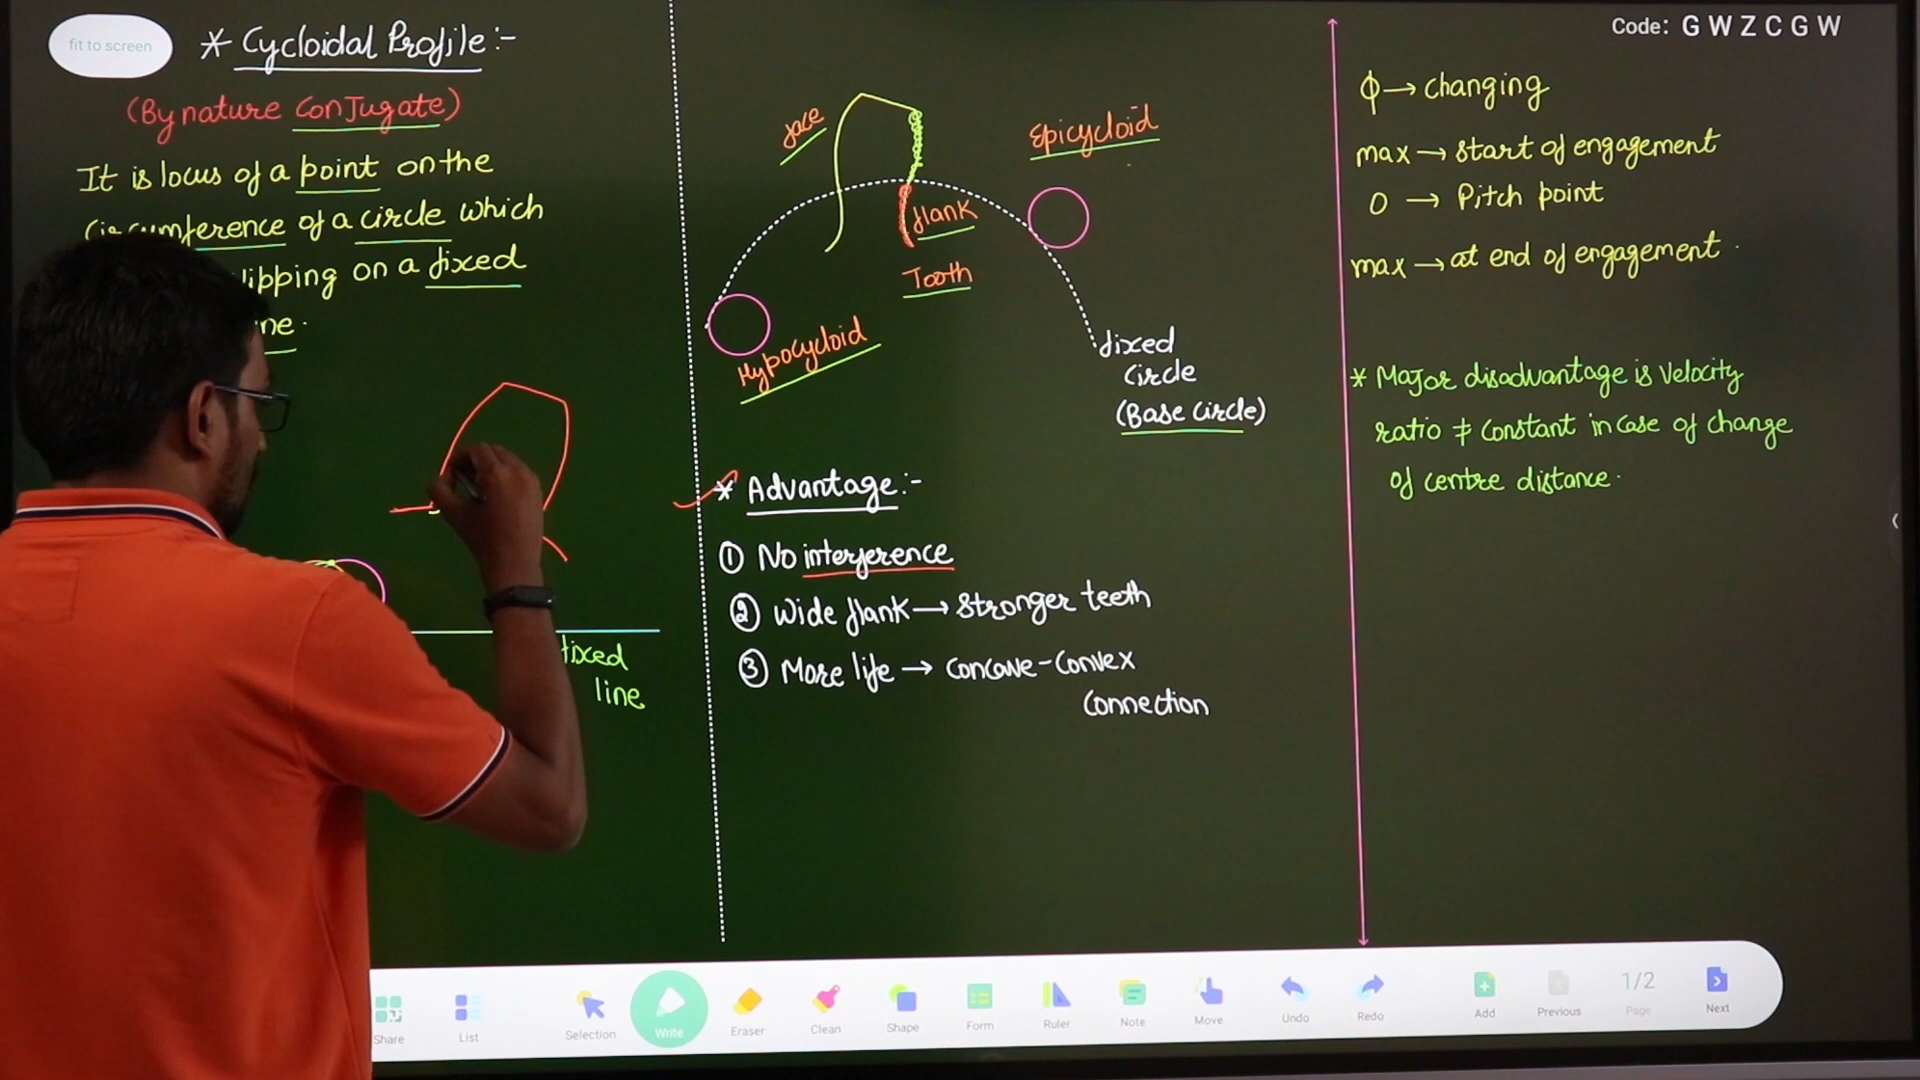 fit to screen
* Cycloidal Profile:-
(By nature Conjugate)
It is locus of a point on the
circumference of a circle which
slipping on a fixed
ne.
fixed
line
face
flank
Tooth
Epicycloid
Hypocycloid
fixed
Circle
(Base Circle)
* Advantage:-
① No interference
② Wide flank → Stronger teeth
③ More life → Concave-Convex
Connection
Code: G W Z C G W
ϕ → changing
max → start of engagement
0 → Pitch point
max → at end of engagement.
* Major disadvantage is velocity
ratio ≠ Constant in case of change
of centre distance.
Share
List
Selection
Write
Eraser
Clean
Shape
Form
Ruler
Note
Move
Undo
Redo
Add
Previous
1/2
Page
Next